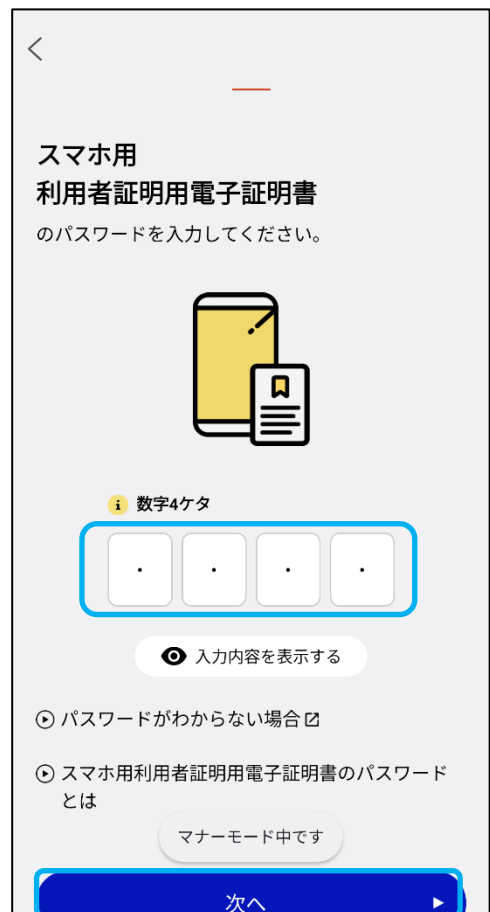 スマホ用
利用者証明用電子証明書
のパスワードを入力してください。
数字4ケタ
入力内容を表示する
パスワードがわからない場合
スマホ用利用者証明用電子証明書のパスワード
とは
マナーモード中です
次へ